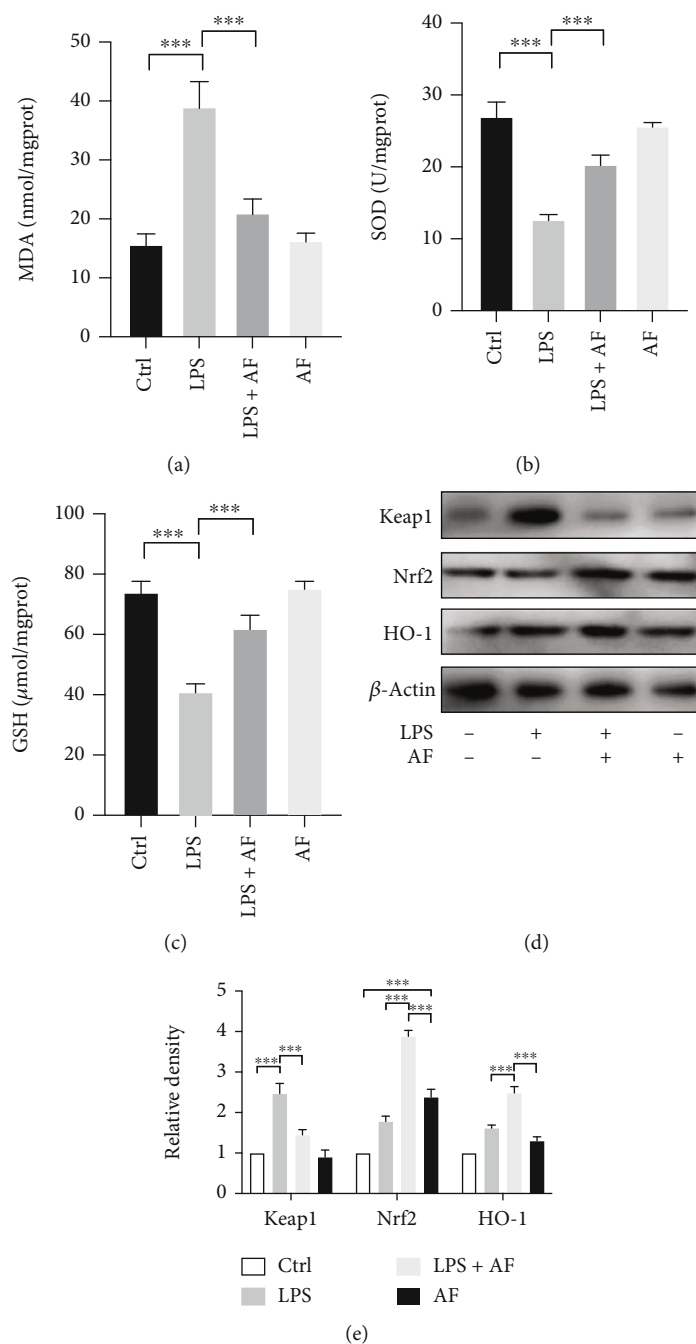 MDA (nmol/mgprot)
50
40
30
20
10
0
***
***
Ctrl
LPS
LPS + AF
AF
(a)
SOD (U/mgprot)
40
30
20
10
0
***
***
Ctrl
LPS
LPS + AF
AF
(b)
GSH (μmol/mgprot)
100
80
60
40
20
0
***
***
Ctrl
LPS
LPS + AF
AF
(c)
Keap1
Nrf2
HO-1
β-Actin
LPS – + + –
AF – – + +
(d)
Relative density
5
4
3
2
1
0
***
***
***
***
***
***
***
Keap1
Nrf2
HO-1
Ctrl
LPS
LPS + AF
AF
(e)